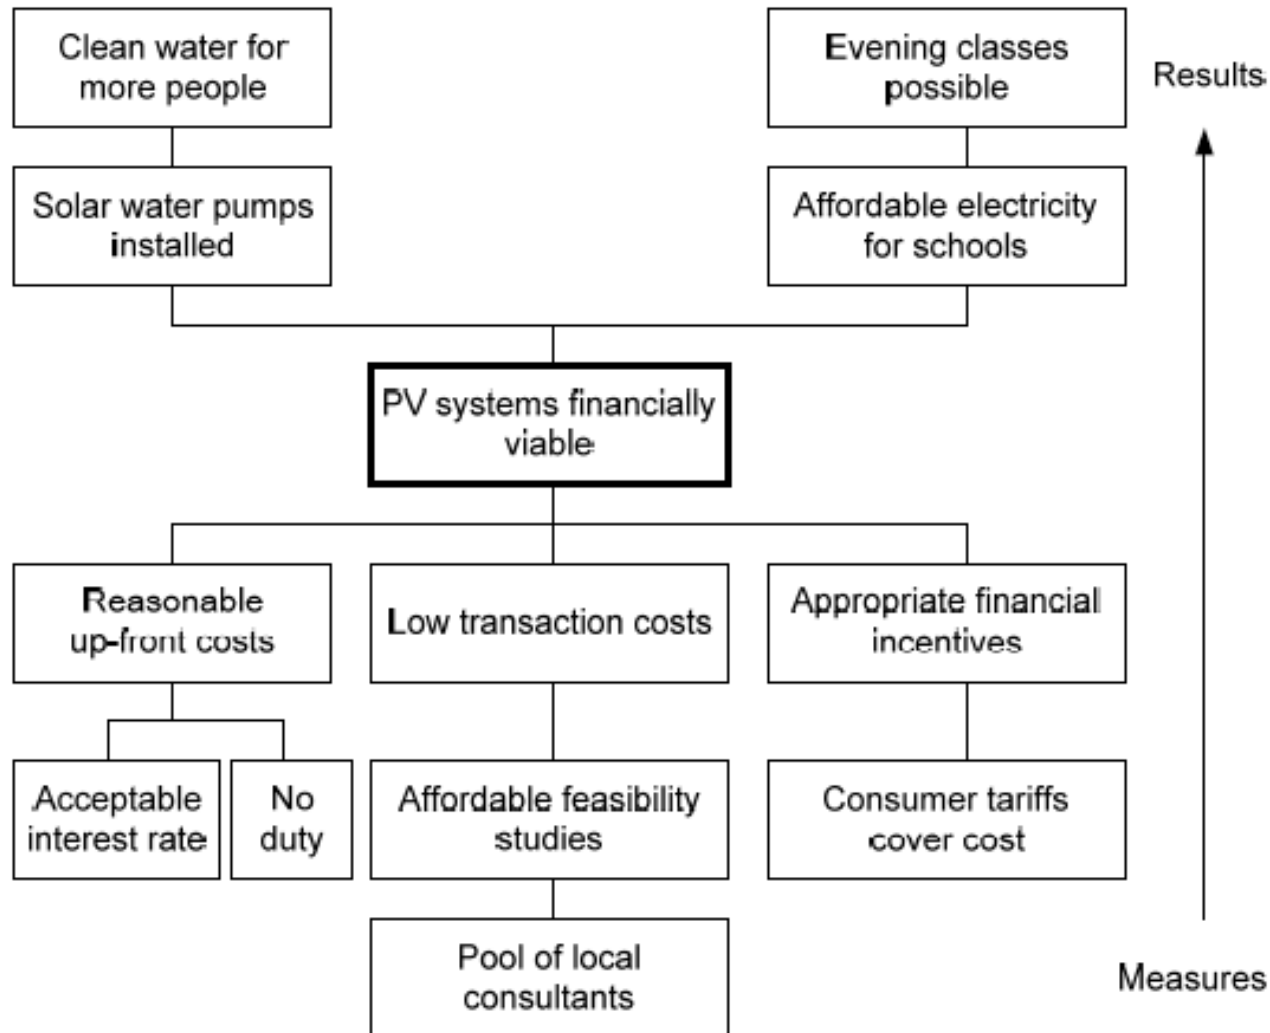 Clean water for
more people
Evening classes
possible
Results
Solar water pumps
installed
Affordable electricity
for schools
PV systems financially
viable
Reasonable
up-front costs
Low transaction costs
Appropriate financial
incentives
Acceptable
interest rate
No
duty
Affordable feasibility
studies
Consumer tariffs
cover cost
Pool of local
consultants
Measures